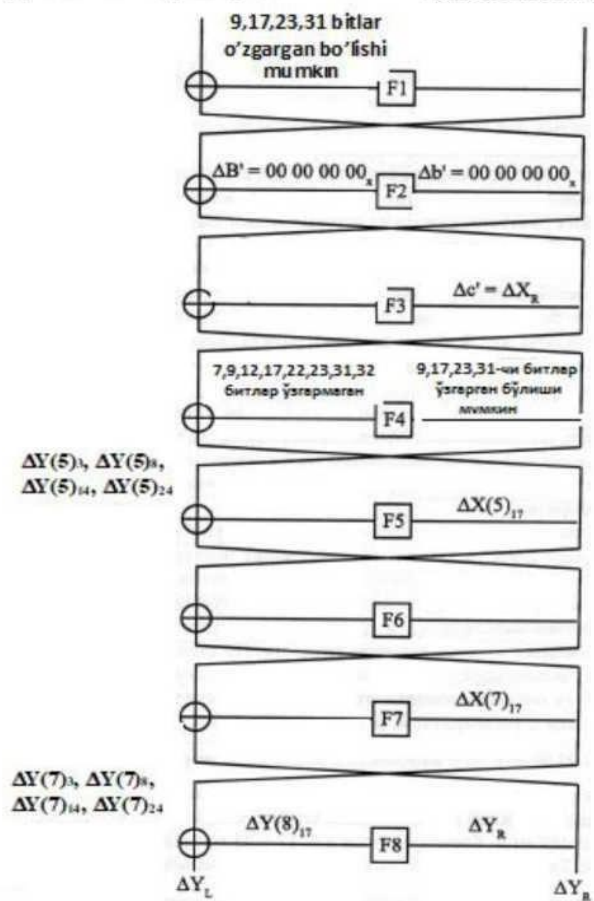 9,17,23,31 bitlar
o'zgargan bo'lishi
mumkin
F1
ΔB' = 00 00 00 00ₓ
F2
Δb' = 00 00 00 00ₓ
F3
Δc' = ΔX_R
7,9,12,17,22,23,31,32
битлар ўзгармаган
F4
9,17,23,31-чи битлар
ўзгарган бўлиши
мумкин
ΔY(5)₃, ΔY(5)₈,
ΔY(5)₁₄, ΔY(5)₂₄
F5
ΔX(5)₁₇
F6
F7
ΔX(7)₁₇
ΔY(7)₃, ΔY(7)₈,
ΔY(7)₁₄, ΔY(7)₂₄
ΔY(8)₁₇
F8
ΔY_R
ΔY_L
ΔY_R